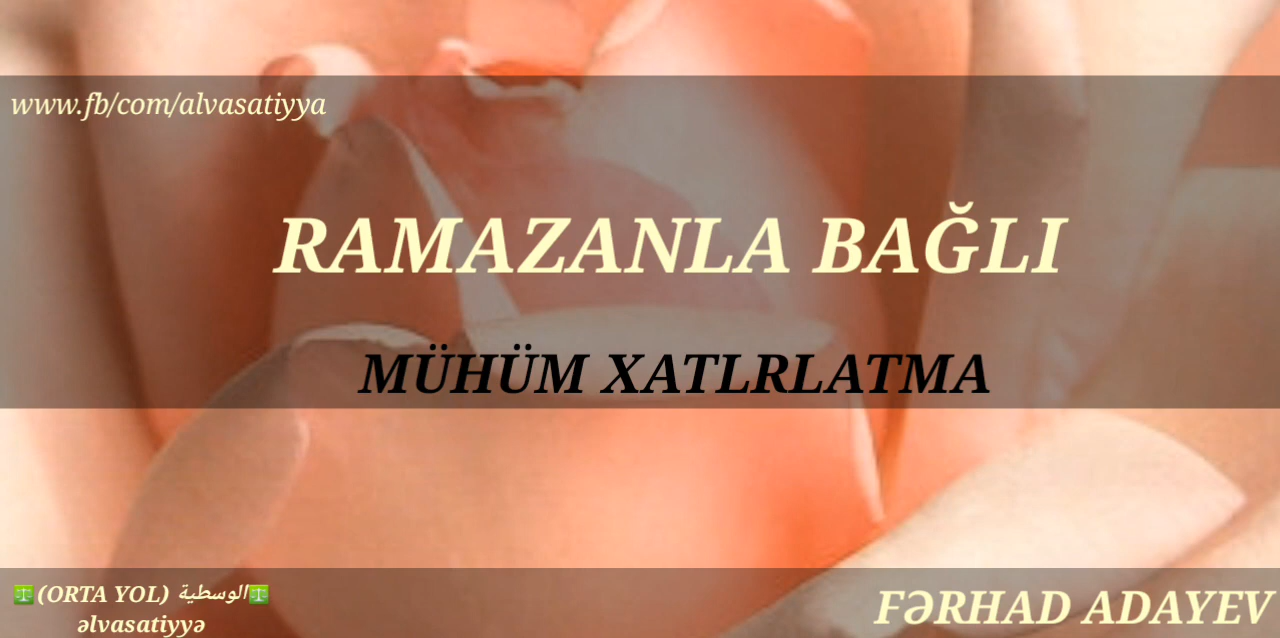 www.fb/com/alvasatiyya
RAMAZANLA BAĞLI
MÜHÜM XATLRLATMA
(ORTA YOL) الوسطية
əlvasatiyyə
FƏRHAD ADAYEV